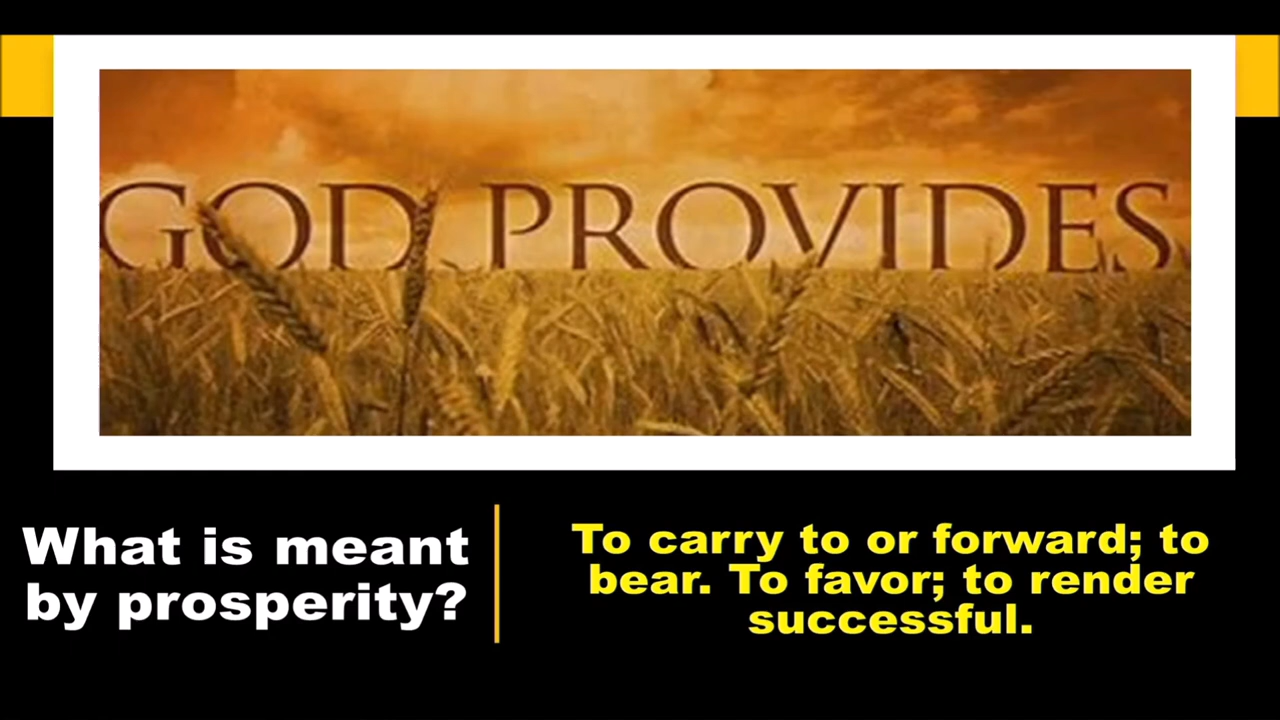 GOD PROVIDES
What is meant
by prosperity?
To carry to or forward; to
bear. To favor; to render
successful.